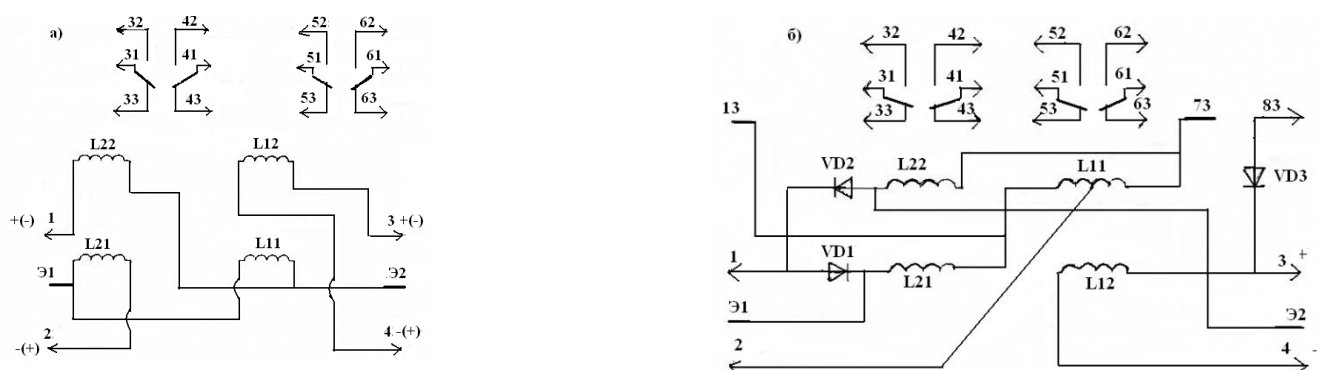 а) 32 42 52 62
31 41 51 61
33 43 53 63
L22 L12
+(-) 1 3 +(-)
L21 L11
Э1 Э2
2 4 -(+)
-(+)
б) 32 42 52 62
31 41 51 61
13 33 43 53 63 73 83
VD2 L22 L11 VD3
1 VD1 3 +
L21 L12
Э1 Э2
2 4 -